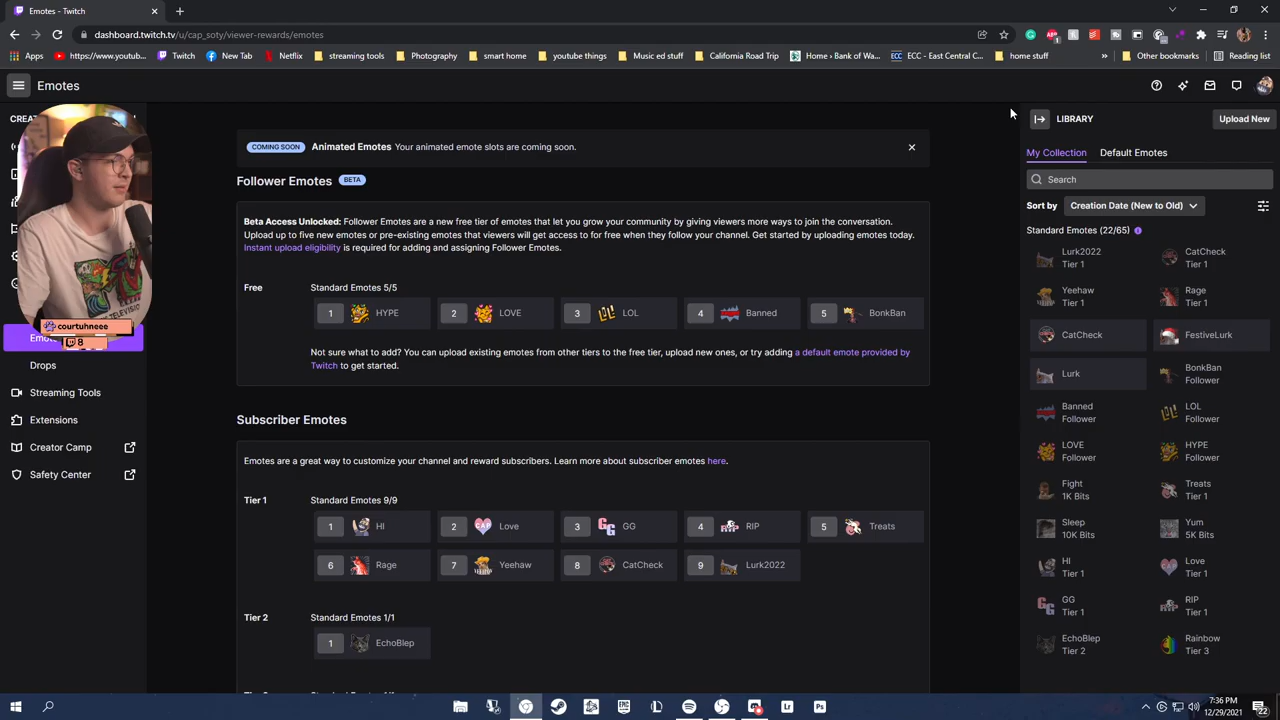 Emotes - Twitch
dashboard.twitch.tv/u/cap_soty/viewer-rewards/emotes
Apps https://www.youtub... Twitch New Tab Netflix streaming tools Photography smart home youtube things Music ed stuff California Road Trip Home › Bank of Wa... ECC - East Central C... home stuff » Other bookmarks Reading list
Emotes
COMING SOON Animated Emotes Your animated emote slots are coming soon.
Follower Emotes BETA
Beta Access Unlocked: Follower Emotes are a new free tier of emotes that let you grow your community by giving viewers more ways to join the conversation.
Upload up to five new emotes or pre-existing emotes that viewers will get access to for free when they follow your channel. Get started by uploading emotes today.
Instant upload eligibility is required for adding and assigning Follower Emotes.
Free Standard Emotes 5/5
1 HYPE 2 LOVE 3 LOL 4 Banned 5 BonkBan
Not sure what to add? You can upload existing emotes from other tiers to the free tier, upload new ones, or try adding a default emote provided by
Twitch to get started.
Subscriber Emotes
Emotes are a great way to customize your channel and reward subscribers. Learn more about subscriber emotes here.
Tier 1 Standard Emotes 9/9
1 HI 2 Love 3 GG 4 RIP 5 Treats
6 Rage 7 Yeehaw 8 CatCheck 9 Lurk2022
Tier 2 Standard Emotes 1/1
1 EchoBlep
courtuhneee
8
Drops
Streaming Tools
Extensions
Creator Camp
Safety Center
LIBRARY Upload New
My Collection Default Emotes
Search
Sort by Creation Date (New to Old)
Standard Emotes (22/65)
Lurk2022 CatCheck
Tier 1 Tier 1
Yeehaw Rage
Tier 1 Tier 1
CatCheck FestiveLurk
Lurk BonkBan
Follower
Banned LOL
Follower Follower
LOVE HYPE
Follower Follower
Fight Treats
1K Bits Tier 1
Sleep Yum
10K Bits 5K Bits
HI Love
Tier 1 Tier 1
GG RIP
Tier 1 Tier 1
EchoBlep Rainbow
Tier 2 Tier 3
7:36 PM
12/29/2021
22